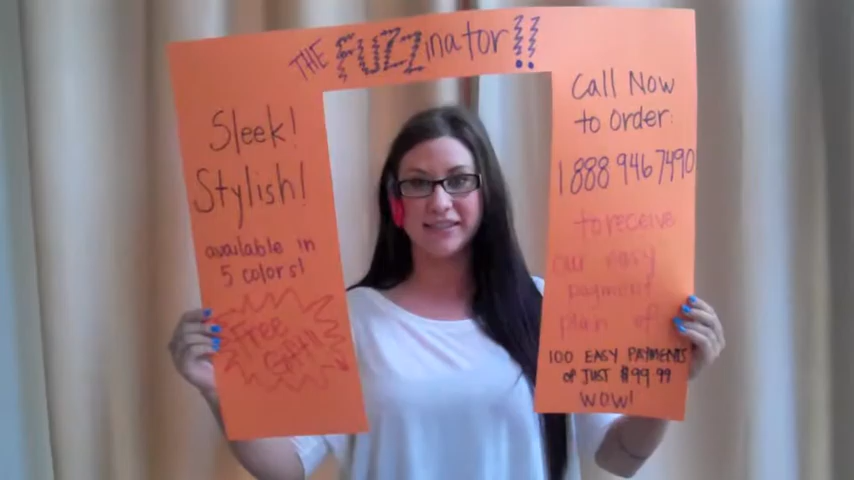 THE FUZZinator!!
Sleek!
Stylish!
available in
5 colors!
Free
Gift!!
Call Now
to Order:
1 888 946 7490
to receive
our easy
payment
plan of
100 EASY PAYMENTS
of JUST $99.99
WOW!